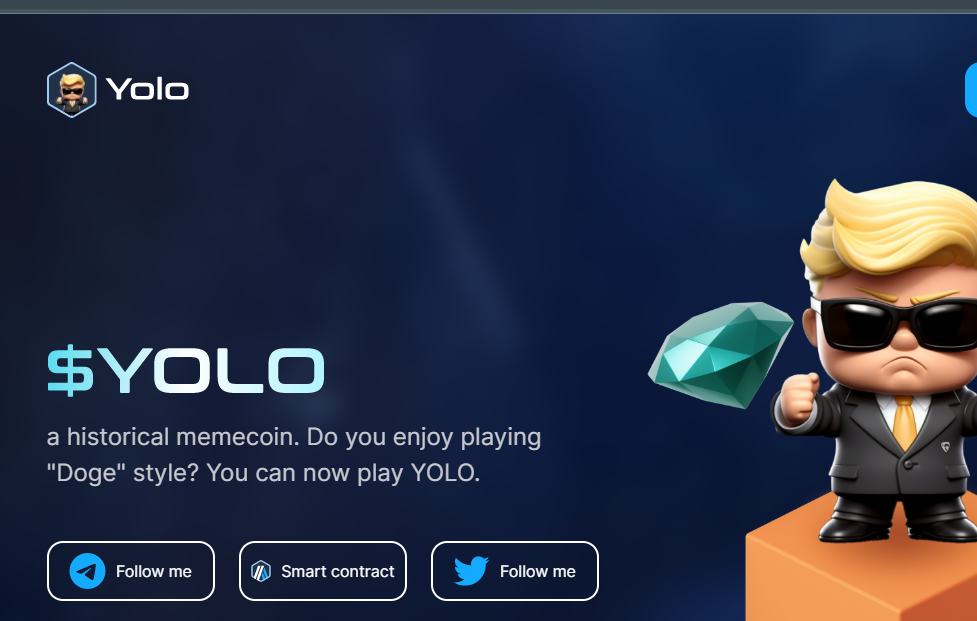 Yolo
$YOLO
a historical memecoin. Do you enjoy playing
"Doge" style? You can now play YOLO.
Follow me
Smart contract
Follow me